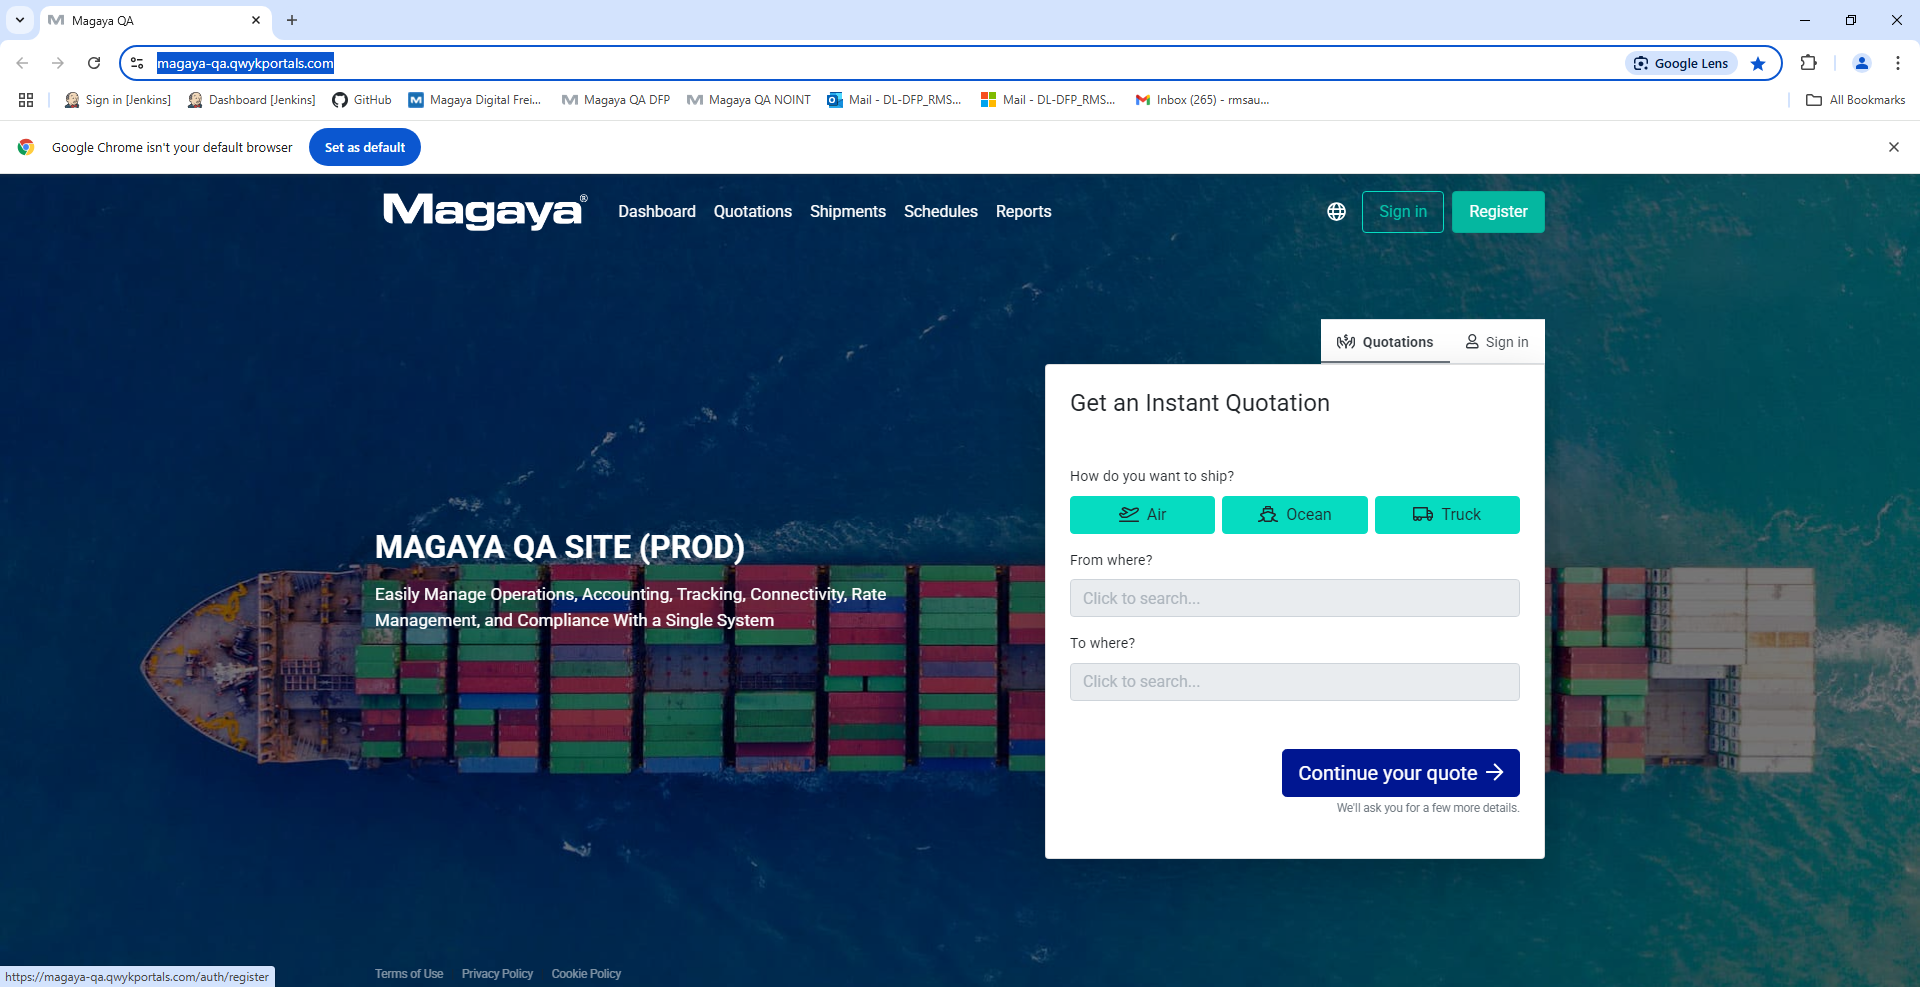 Magaya QA
magaya-qa.qwykportals.com
Google Lens
Sign in [Jenkins]
Dashboard [Jenkins]
GitHub
Magaya Digital Frei...
Magaya QA DFP
Magaya QA NOINT
Mail - DL-DFP_RMS...
Mail - DL-DFP_RMS...
Inbox (265) - rmsau...
All Bookmarks
Google Chrome isn't your default browser
Set as default
Magaya®
Dashboard
Quotations
Shipments
Schedules
Reports
Sign in
Register
Quotations
Sign in
Get an Instant Quotation
How do you want to ship?
Air
Ocean
Truck
From where?
Click to search...
To where?
Click to search...
Continue your quote
We'll ask you for a few more details.
MAGAYA QA SITE (PROD)
Easily Manage Operations, Accounting, Tracking, Connectivity, Rate
Management, and Compliance With a Single System
Terms of Use
Privacy Policy
Cookie Policy
https://magaya-qa.qwykportals.com/auth/register